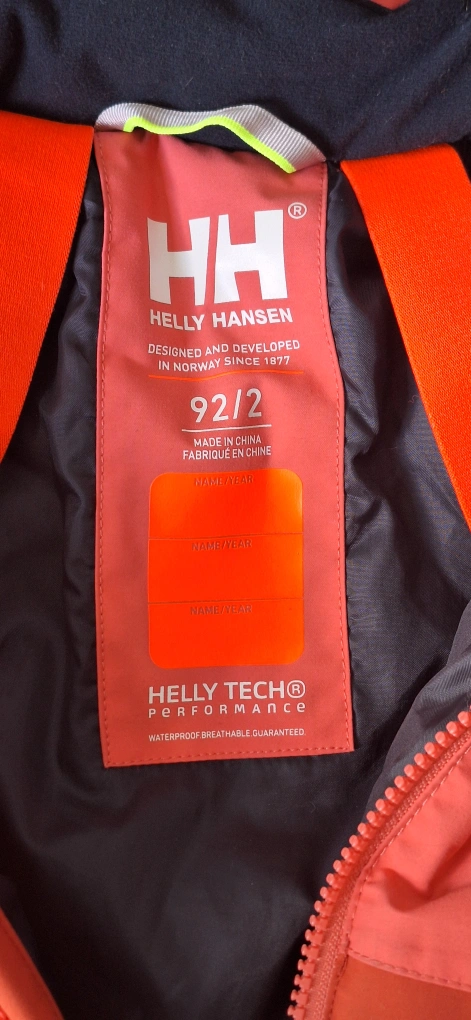 HH®
HELLY HANSEN
DESIGNED AND DEVELOPED
IN NORWAY SINCE 1877
92/2
MADE IN CHINA
FABRIQUÉ EN CHINE
NAME/YEAR
NAME/YEAR
NAME/YEAR
HELLY TECH®
PERFORMANCE
WATERPROOF.BREATHABLE.GUARANTEED.